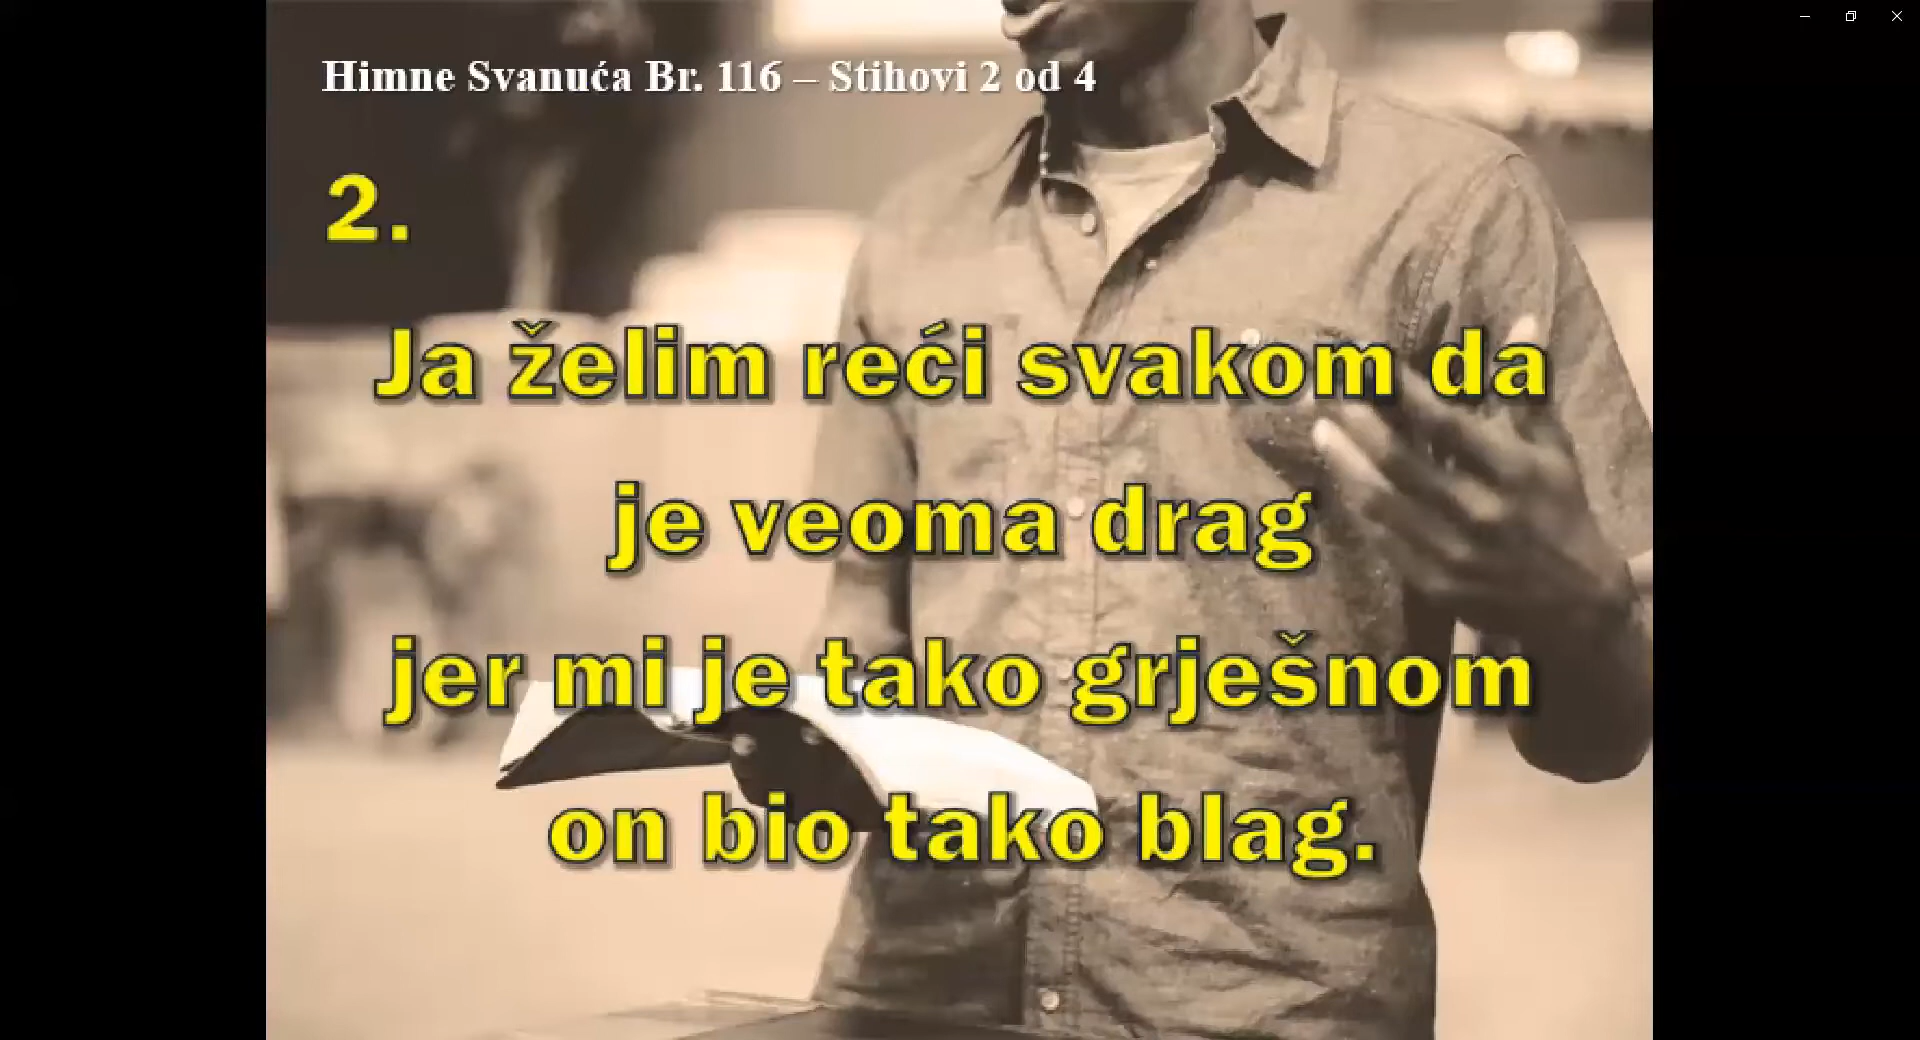 Himne Svanuća Br. 116 – Stihovi 2 od 4
2.
Ja želim reći svakom da
je veoma drag
jer mi je tako grješnom
on bio tako blag.